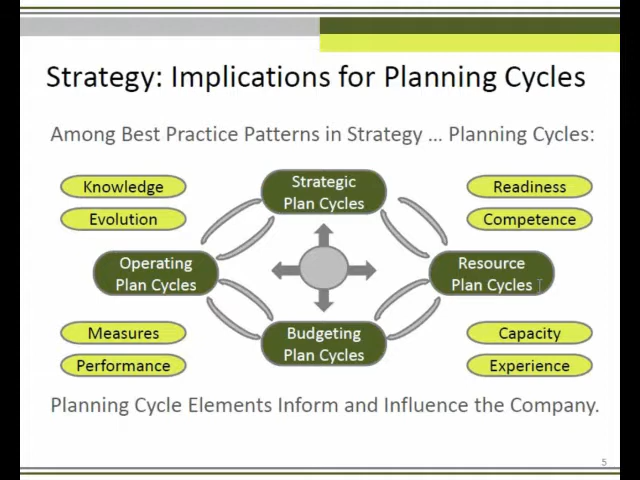 Strategy: Implications for Planning Cycles
Among Best Practice Patterns in Strategy ... Planning Cycles:
Knowledge
Evolution
Strategic
Plan Cycles
Readiness
Competence
Operating
Plan Cycles
Resource
Plan Cycles
Measures
Performance
Budgeting
Plan Cycles
Capacity
Experience
Planning Cycle Elements Inform and Influence the Company.
5